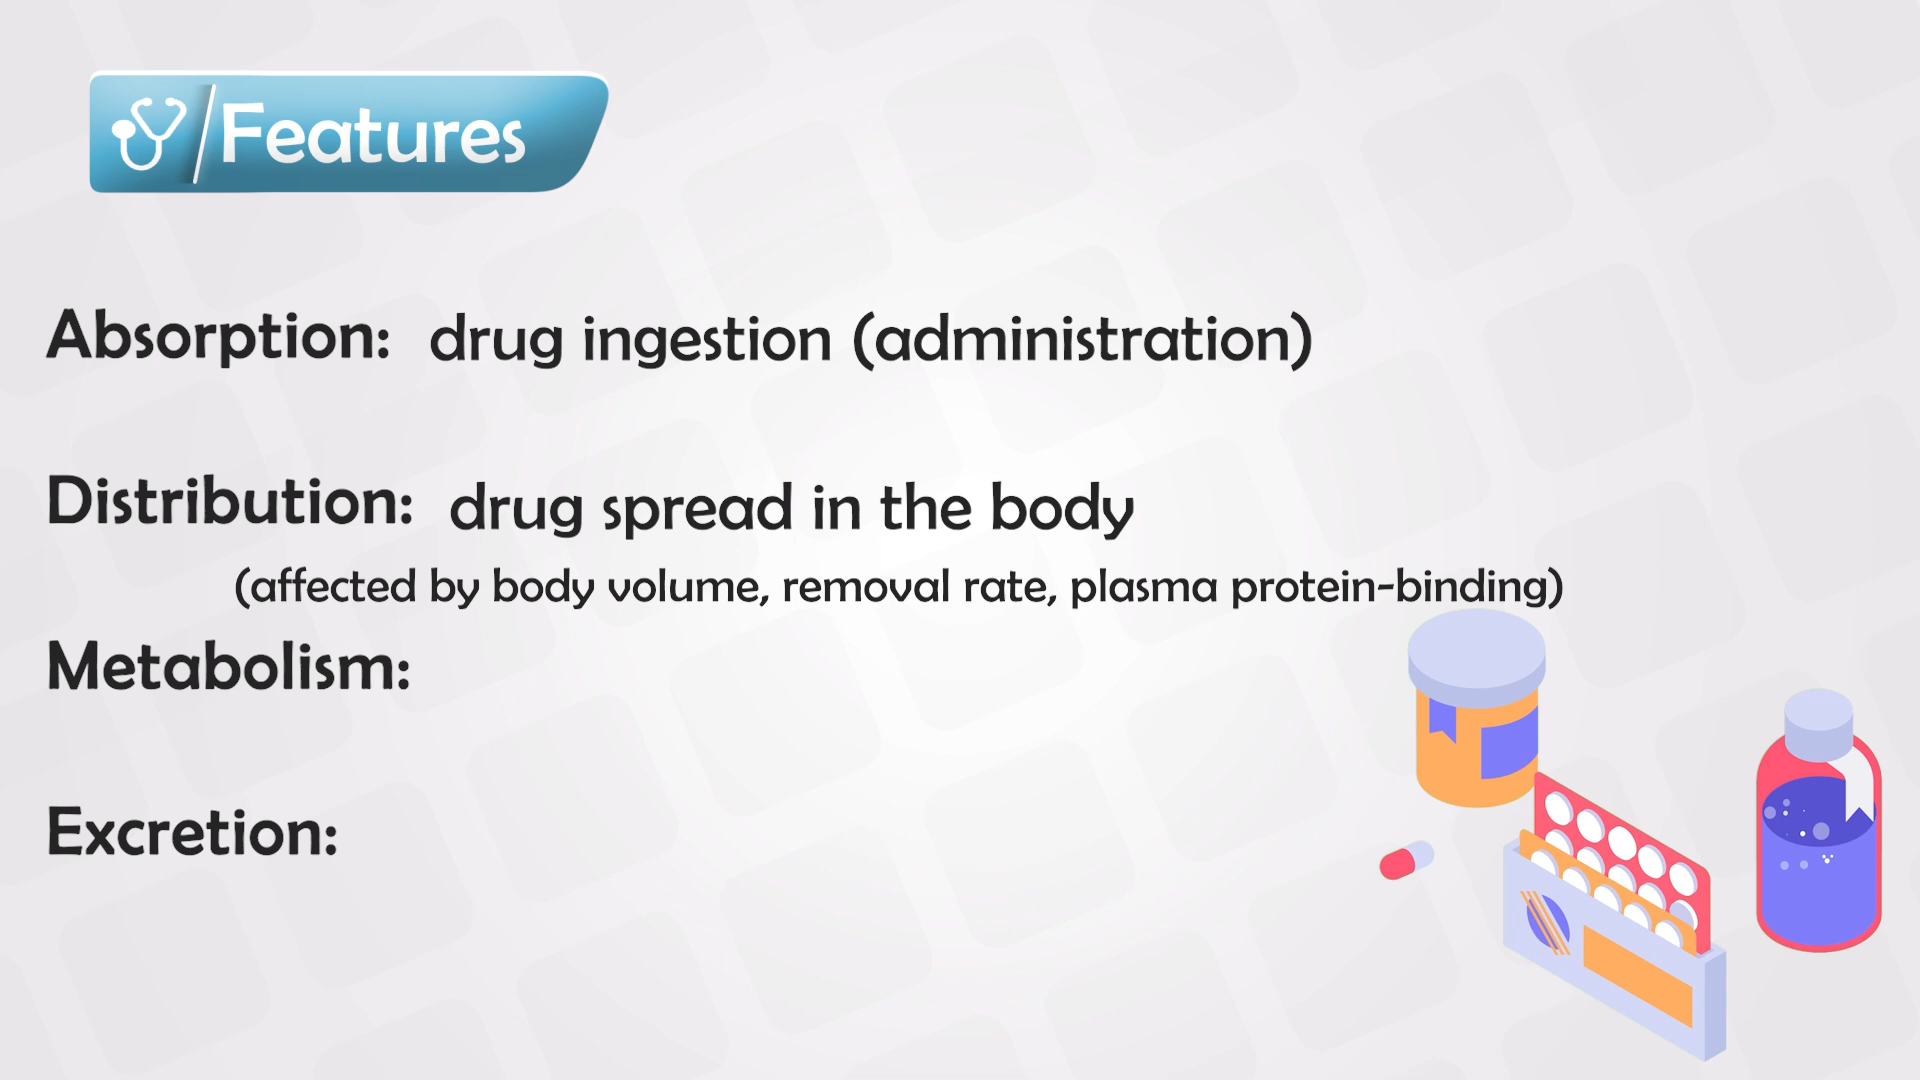 Features
Absorption: drug ingestion (administration)
Distribution: drug spread in the body
(affected by body volume, removal rate, plasma protein-binding)
Metabolism:
Excretion: